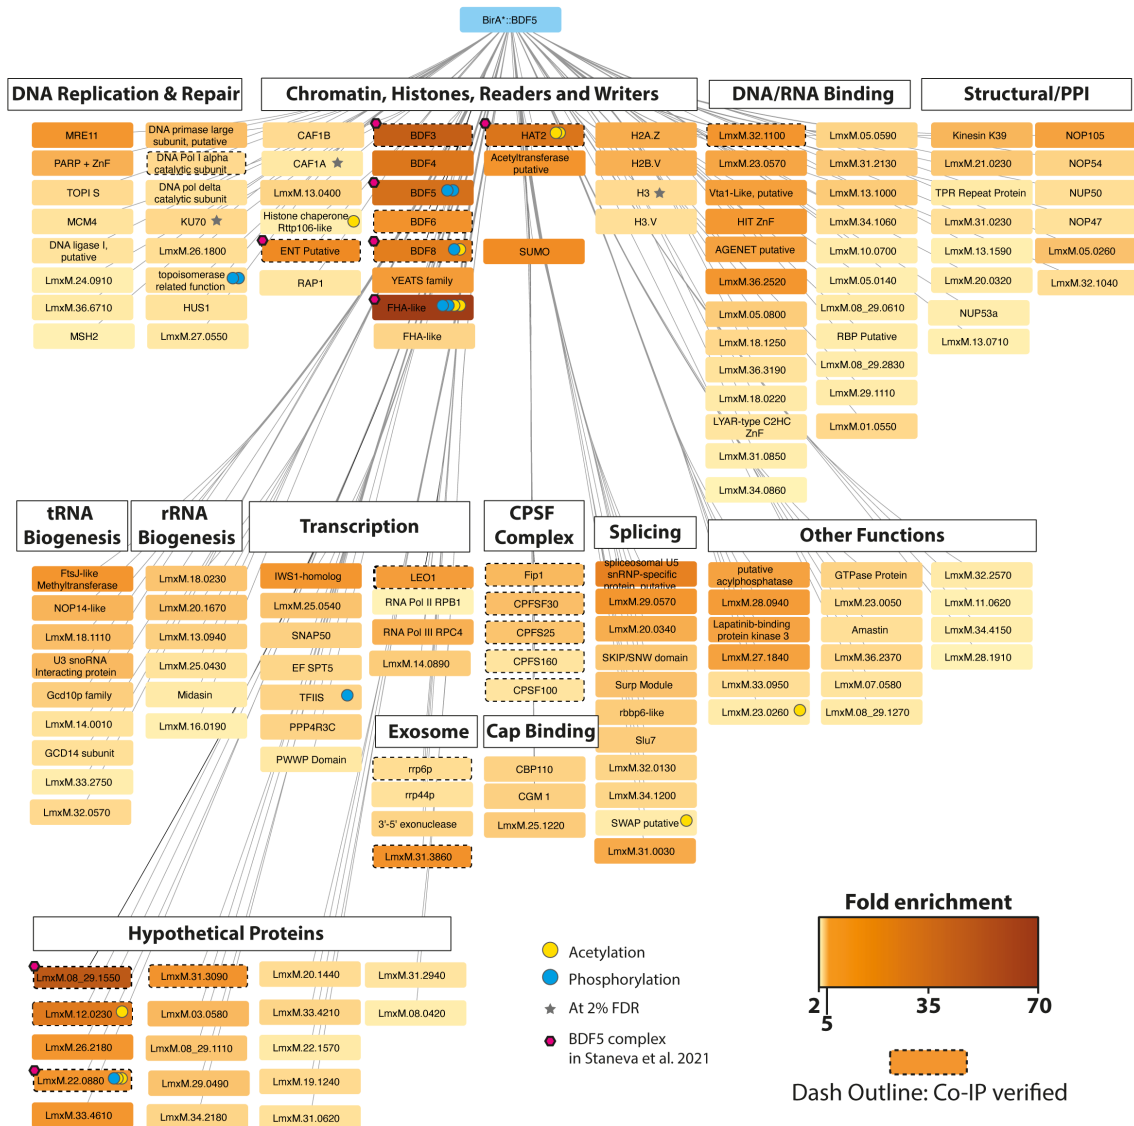 BirA*::BDF5
DNA Replication & Repair
MRE11
PARP + ZnF
TOPI S
MCM4
DNA ligase I,
putative
LmxM.24.0910
LmxM.36.6710
MSH2
DNA primase large
subunit, putative
DNA Pol I alpha
catalytic subunit
DNA pol delta
catalytic subunit
KU70
LmxM.26.1800
topoisomerase
related function
HUS1
LmxM.27.0550
Chromatin, Histones, Readers and Writers
CAF1B
CAF1A
LmxM.13.0400
Histone chaperone
Rttp106-like
ENT Putative
RAP1
BDF3
BDF4
BDF5
BDF6
BDF8
YEATS family
FHA-like
FHA-like
HAT2
Acetyltransferase
putative
SUMO
H2A.Z
H2B.V
H3
H3.V
DNA/RNA Binding
LmxM.32.1100
LmxM.23.0570
Vta1-Like, putative
HIT ZnF
AGENET putative
LmxM.36.2520
LmxM.05.0800
LmxM.18.1250
LmxM.36.3190
LmxM.18.0220
LYAR-type C2HC
ZnF
LmxM.31.0850
LmxM.34.0860
LmxM.05.0590
LmxM.31.2130
LmxM.13.1000
LmxM.34.1060
LmxM.10.0700
LmxM.05.0140
LmxM.08_29.0610
RBP Putative
LmxM.08_29.2830
LmxM.29.1110
LmxM.01.0550
Structural/PPI
Kinesin K39
LmxM.21.0230
TPR Repeat Protein
LmxM.31.0230
LmxM.13.1590
LmxM.20.0320
NUP53a
LmxM.13.0710
NOP105
NOP54
NUP50
NOP47
LmxM.05.0260
LmxM.32.1040
tRNA
Biogenesis
FtsJ-like
Methyltransferase
NOP14-like
LmxM.18.1110
U3 snoRNA
Interacting protein
Gcd10p family
LmxM.14.0010
GCD14 subunit
LmxM.33.2750
LmxM.32.0570
rRNA
Biogenesis
LmxM.18.0230
LmxM.20.1670
LmxM.13.0940
LmxM.25.0430
Midasin
LmxM.16.0190
Transcription
IWS1-homolog
LmxM.25.0540
SNAP50
EF SPT5
TFIIS
PPP4R3C
PWWP Domain
LEO1
RNA Pol II RPB1
RNA Pol III RPC4
LmxM.14.0890
Exosome
rrp6p
rrp44p
3'-5' exonuclease
LmxM.31.3860
CPSF
Complex
Fip1
CPFSF30
CPFS25
CPFS160
CPSF100
Cap Binding
CBP110
CGM 1
LmxM.25.1220
Splicing
spliceosomal U5
snRNP-specific
protein, putative
LmxM.29.0570
LmxM.20.0340
SKIP/SNW domain
Surp Module
rbbp6-like
Slu7
LmxM.32.0130
LmxM.34.1200
SWAP putative
LmxM.31.0030
Other Functions
putative
acylphosphatase
LmxM.28.0940
Lapatinib-binding
protein kinase 3
LmxM.27.1840
LmxM.33.0950
LmxM.23.0260
GTPase Protein
LmxM.23.0050
Amastin
LmxM.36.2370
LmxM.07.0580
LmxM.08_29.1270
LmxM.32.2570
LmxM.11.0620
LmxM.34.4150
LmxM.28.1910
Hypothetical Proteins
LmxM.08_29.1550
LmxM.12.0230
LmxM.26.2180
LmxM.22.0880
LmxM.33.4610
LmxM.31.3090
LmxM.03.0580
LmxM.08_29.1110
LmxM.29.0490
LmxM.34.2180
LmxM.20.1440
LmxM.33.4210
LmxM.22.1570
LmxM.19.1240
LmxM.31.0620
LmxM.31.2940
LmxM.08.0420
Acetylation
Phosphorylation
At 2% FDR
BDF5 complex
in Staneva et al. 2021
Fold enrichment
2 35 70
5
Dash Outline: Co-IP verified